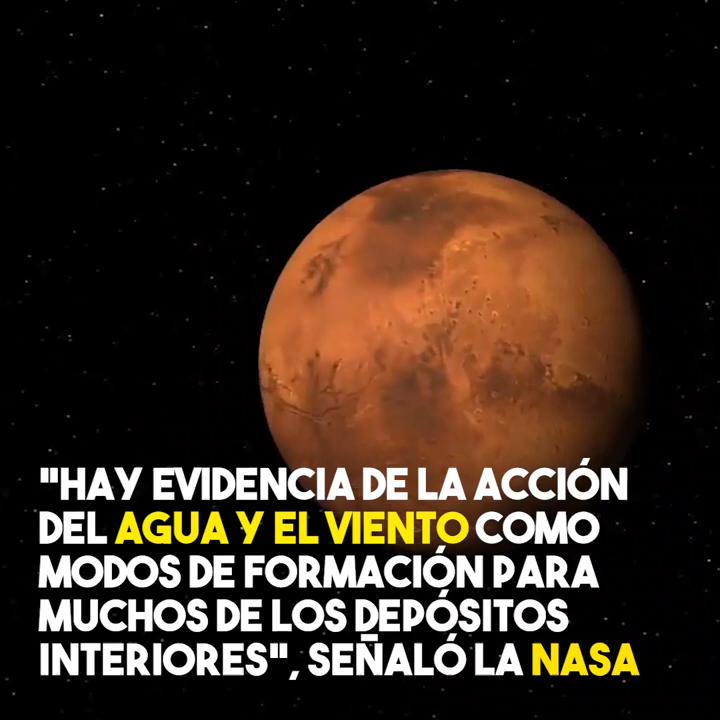 "HAY EVIDENCIA DE LA ACCIÓN
DEL AGUA Y EL VIENTO COMO
MODOS DE FORMACIÓN PARA
MUCHOS DE LOS DEPÓSITOS
INTERIORES", SEÑALÓ LA NASA